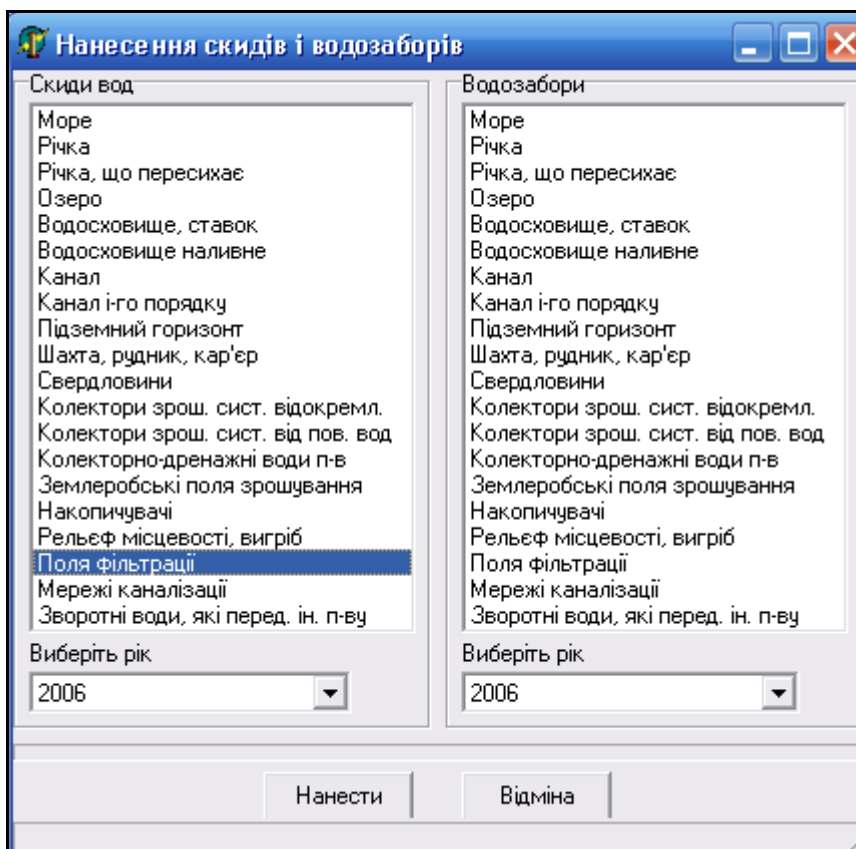 Нанесення скидів і водозаборів
Скиди вод
Море
Річка
Річка, що пересихає
Озеро
Водосховище, ставок
Водосховище наливне
Канал
Канал і-го порядку
Підземний горизонт
Шахта, рудник, кар'єр
Свердловини
Колектори зрош. сист. відокремл.
Колектори зрош. сист. від пов. вод
Колекторно-дренажні води п-в
Землеробські поля зрошування
Накопичувачі
Рельєф місцевості, вигріб
Поля фільтрації
Мережі каналізації
Зворотні води, які перед. ін. п-ву
Виберіть рік
2006
Водозабори
Море
Річка
Річка, що пересихає
Озеро
Водосховище, ставок
Водосховище наливне
Канал
Канал і-го порядку
Підземний горизонт
Шахта, рудник, кар'єр
Свердловини
Колектори зрош. сист. відокремл.
Колектори зрош. сист. від пов. вод
Колекторно-дренажні води п-в
Землеробські поля зрошування
Накопичувачі
Рельєф місцевості, вигріб
Поля фільтрації
Мережі каналізації
Зворотні води, які перед. ін. п-ву
Виберіть рік
2006
Нанести
Відміна